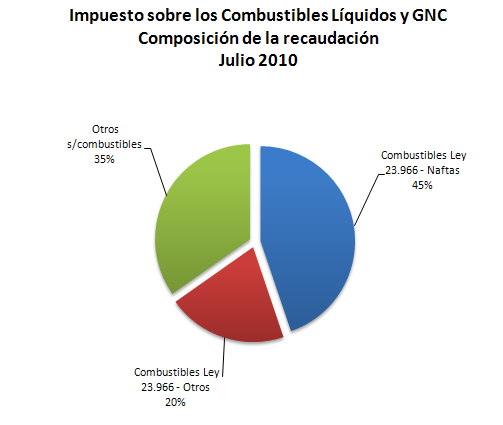 Impuesto sobre los Combustibles Líquidos y GNC
Composición de la recaudación
Julio 2010
Otros
s/combustibles
35%
Combustibles Ley
23.966 - Naftas
45%
Combustibles Ley
23.966 - Otros
20%